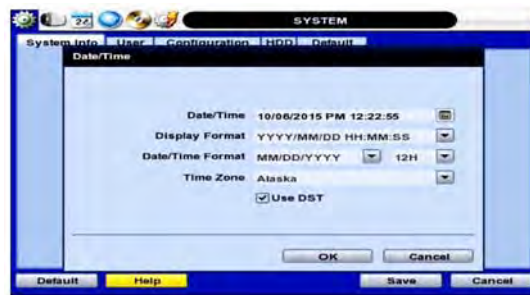 24
SYSTEM
System Info User Configuration HDD Default
Date/Time
Date/Time 10/06/2015 PM 12:22:55
Display Format YYYY/MM/DD HH:MM:SS
Date/Time Format MM/DD/YYYY 12H
Time Zone Alaska
Use DST
OK Cancel
Default Help Save Cancel